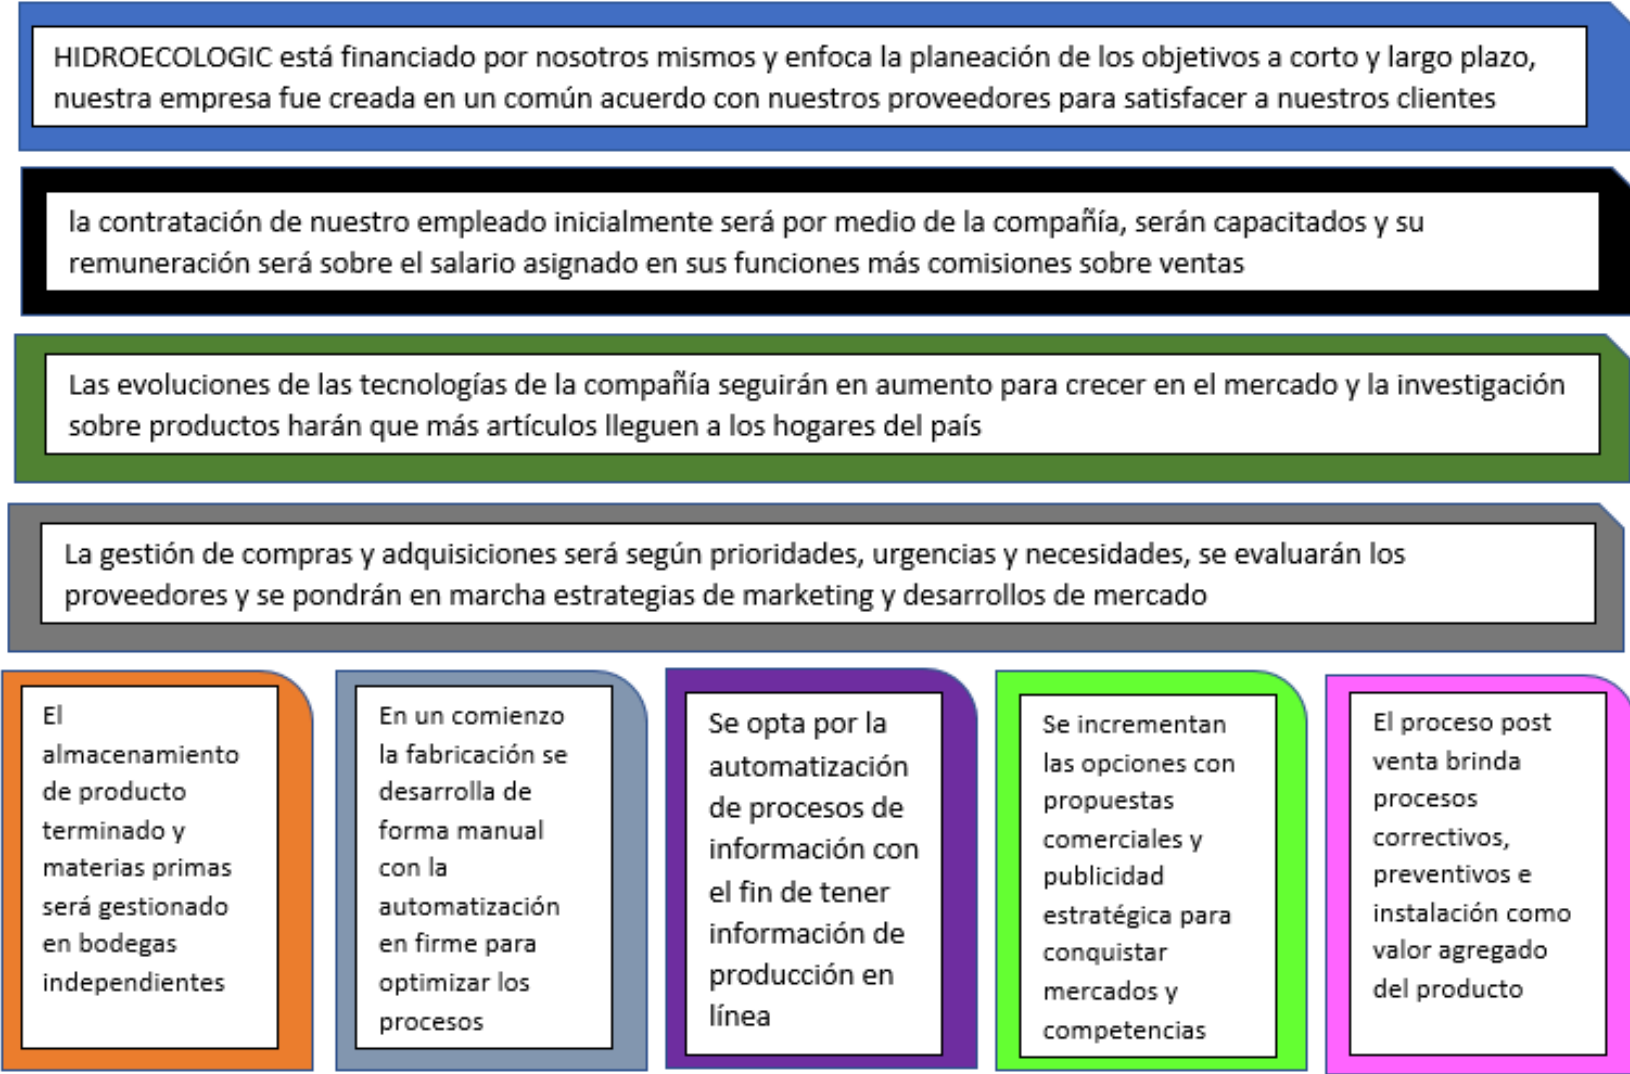 HIDROECOLOGIC está financiado por nosotros mismos y enfoca la planeación de los objetivos a corto y largo plazo,
nuestra empresa fue creada en un común acuerdo con nuestros proveedores para satisfacer a nuestros clientes
la contratación de nuestro empleado inicialmente será por medio de la compañía, serán capacitados y su
remuneración será sobre el salario asignado en sus funciones más comisiones sobre ventas
Las evoluciones de las tecnologías de la compañía seguirán en aumento para crecer en el mercado y la investigación
sobre productos harán que más artículos lleguen a los hogares del país
La gestión de compras y adquisiciones será según prioridades, urgencias y necesidades, se evaluarán los
proveedores y se pondrán en marcha estrategias de marketing y desarrollos de mercado
El
almacenamiento
de producto
terminado y
materias primas
será gestionado
en bodegas
independientes
En un comienzo
la fabricación se
desarrolla de
forma manual
con la
automatización
en firme para
optimizar los
procesos
Se opta por la
automatización
de procesos de
información con
el fin de tener
información de
producción en
línea
Se incrementan
las opciones con
propuestas
comerciales y
publicidad
estratégica para
conquistar
mercados y
competencias
El proceso post
venta brinda
procesos
correctivos,
preventivos e
instalación como
valor agregado
del producto